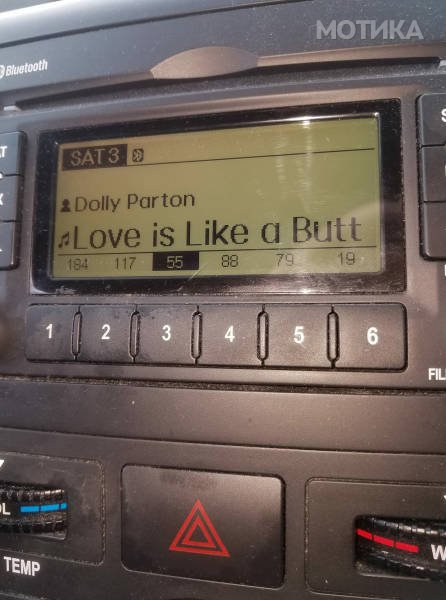 МОТИКА
Bluetooth
SAT 3
Dolly Parton
Love is Like a Butt
184 117 55 88 79 19
1 2 3 4 5 6
TEMP